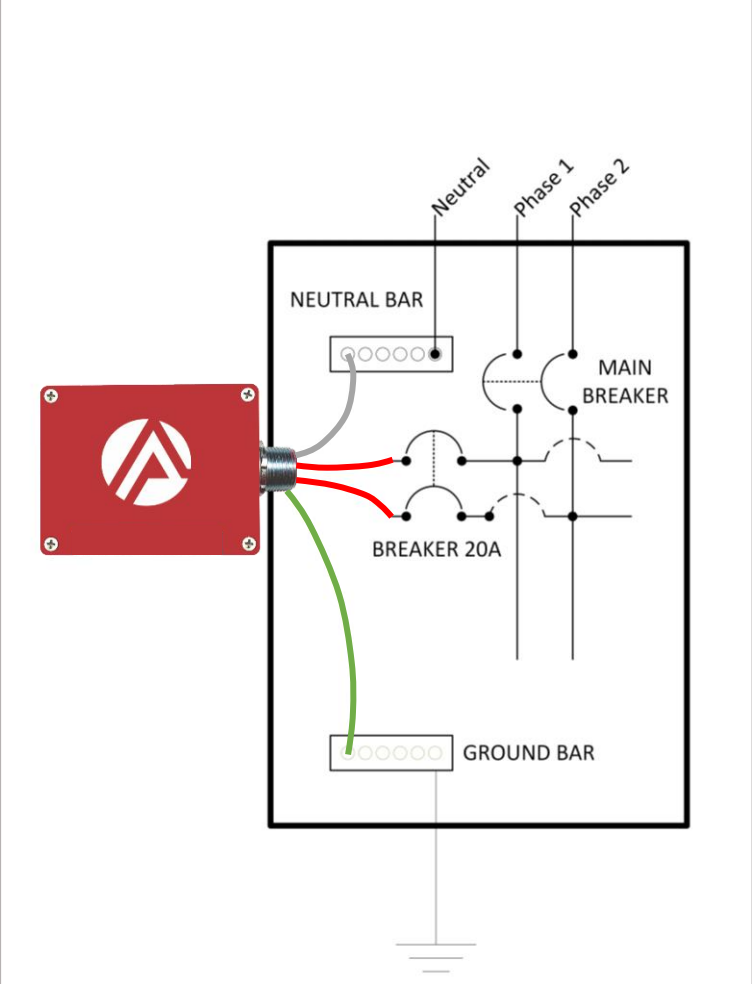 Neutral
Phase 1
Phase 2
NEUTRAL BAR
MAIN
BREAKER
BREAKER 20A
GROUND BAR